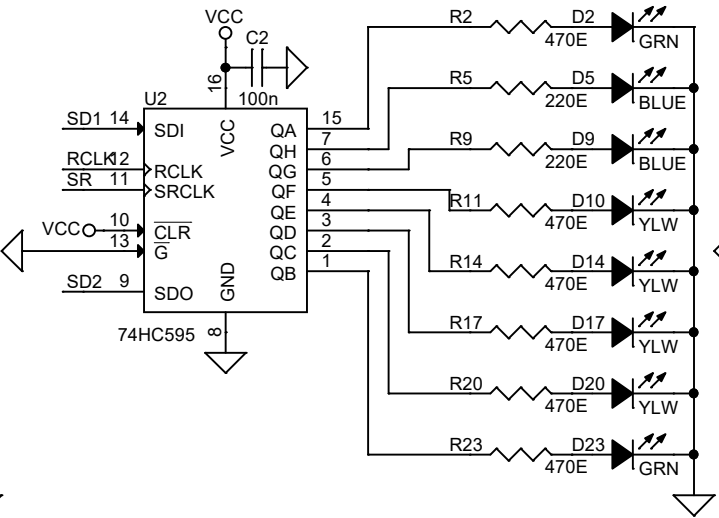 VCC
C2
16
100n
U2
SD1 14 SDI
RCLK 12 RCLK
SR 11 SRCLK
VCC 10 CLR
13 G
SD2 9 SDO
VCC
GND
8
74HC595
QA 15
QH 7
QG 6
QF 5
QE 4
QD 3
QC 2
QB 1
R2 470E D2 GRN
R5 220E D5 BLUE
R9 220E D9 BLUE
R11 470E D10 YLW
R14 470E D14 YLW
R17 470E D17 YLW
R20 470E D20 YLW
R23 470E D23 GRN